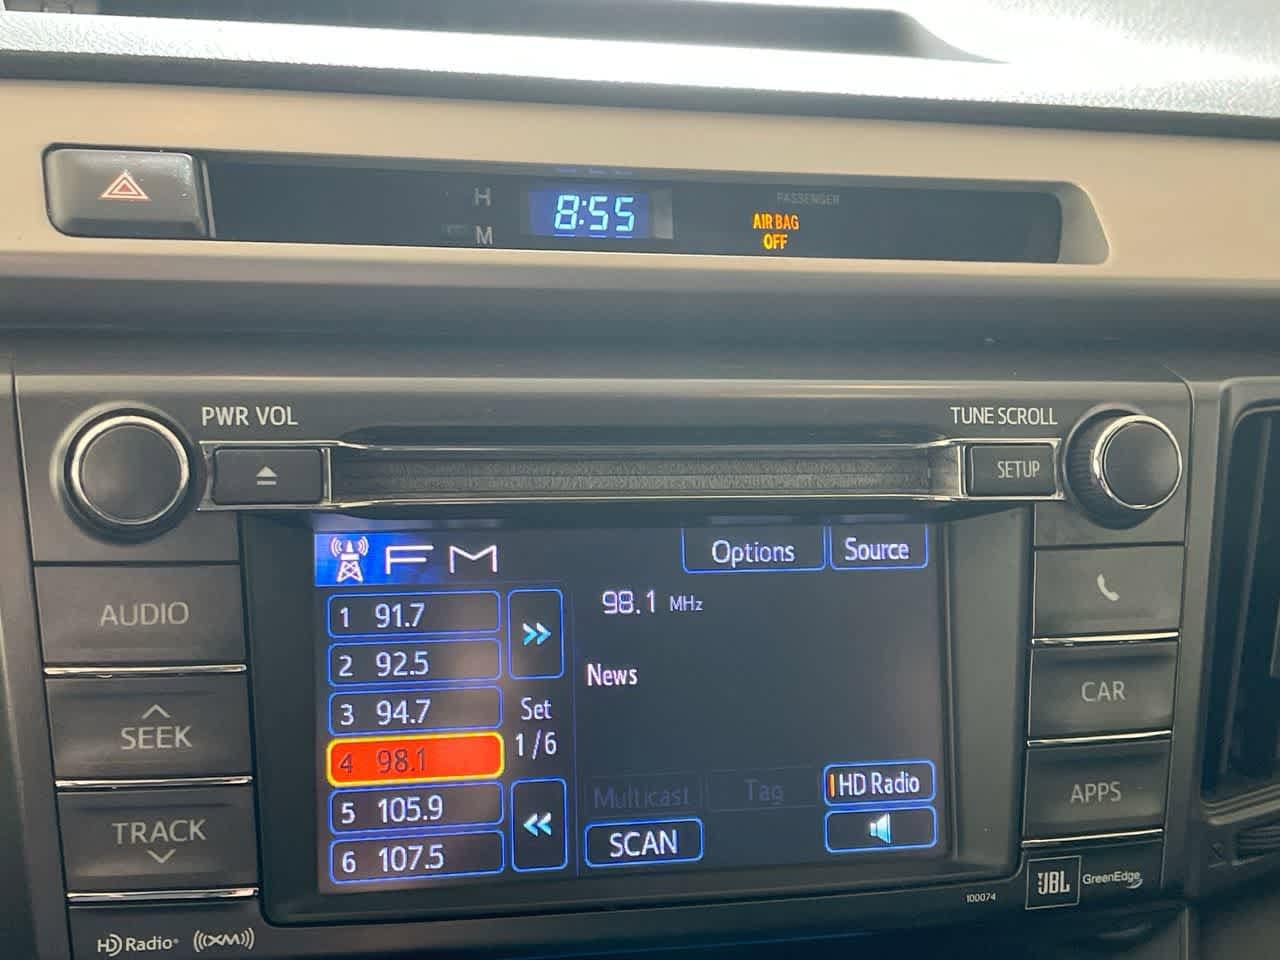 H
8:55
M
PASSENGER
AIR BAG
OFF
PWR VOL
TUNE SCROLL
SETUP
FM
Options
Source
1 91.7
2 92.5
3 94.7
4 98.1
5 105.9
6 107.5
Set
1/6
98.1 MHz
News
Multicast
Tag
HD Radio
SCAN
AUDIO
SEEK
TRACK
CAR
APPS
HD Radio
((XM))
100074
JBL
GreenEdge